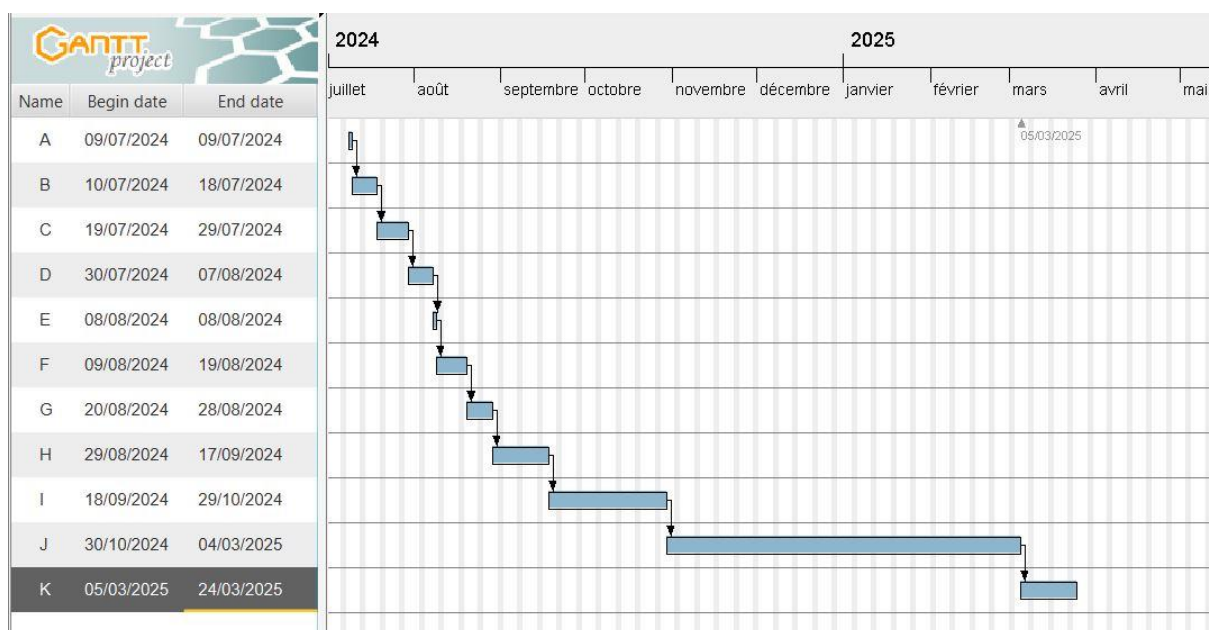 GANTT
project
2024 2025
juillet août septembre octobre novembre décembre janvier février mars avril mai
Name Begin date End date
05/03/2025
A 09/07/2024 09/07/2024
B 10/07/2024 18/07/2024
C 19/07/2024 29/07/2024
D 30/07/2024 07/08/2024
E 08/08/2024 08/08/2024
F 09/08/2024 19/08/2024
G 20/08/2024 28/08/2024
H 29/08/2024 17/09/2024
I 18/09/2024 29/10/2024
J 30/10/2024 04/03/2025
K 05/03/2025 24/03/2025